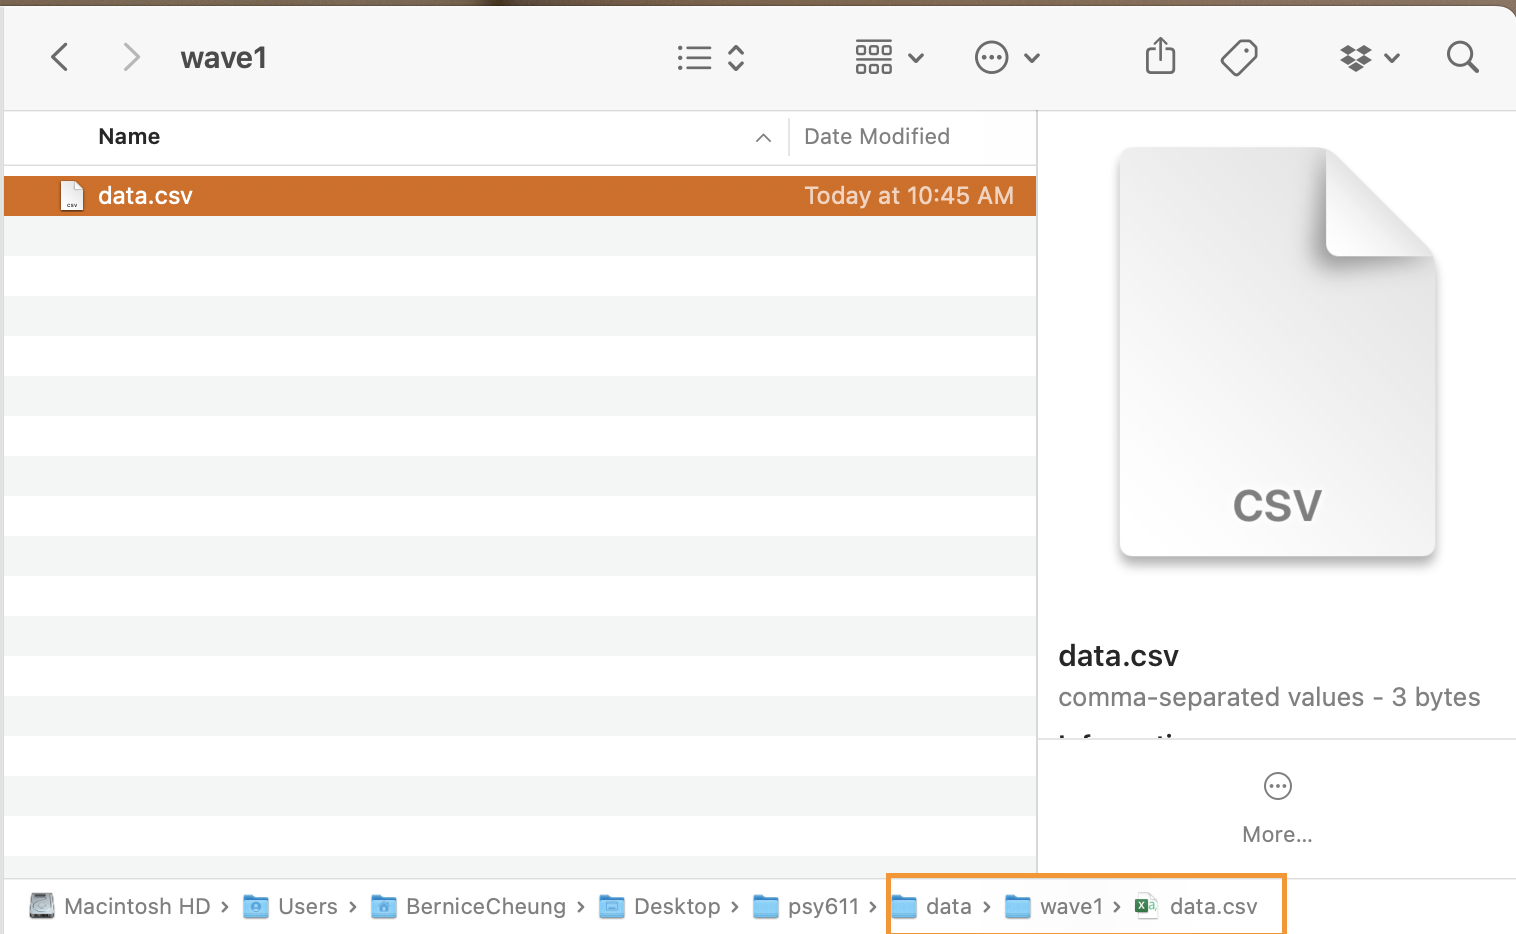 wave1
Name
Date Modified
csv
data.csv
Today at 10:45 AM
CSV
data.csv
comma-separated values - 3 bytes
More...
Macintosh HD › Users › BerniceCheung › Desktop › psy611 › data › wave1 › data.csv